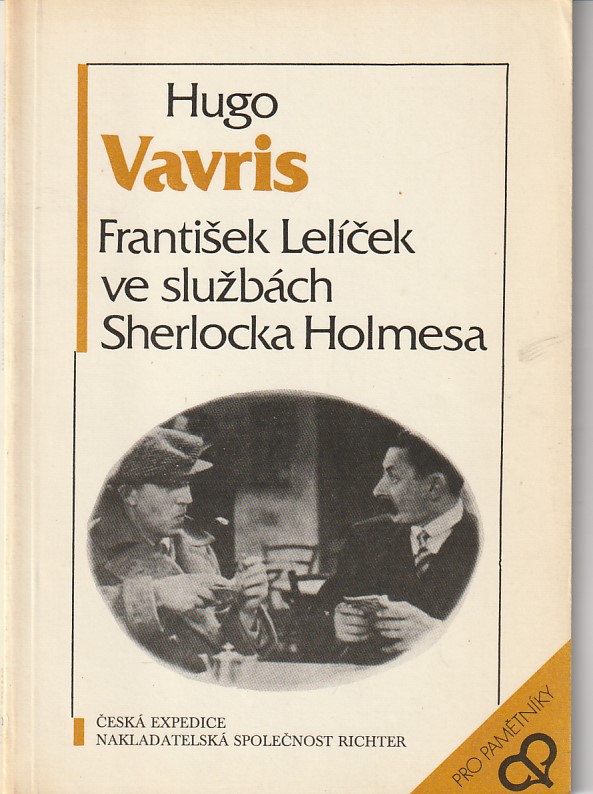 Hugo
Vavris
František Lelíček
ve službách
Sherlocka Holmesa
ČESKÁ EXPEDICE
NAKLADATELSKÁ SPOLEČNOST RICHTER
PRO PAMĚTNÍKY